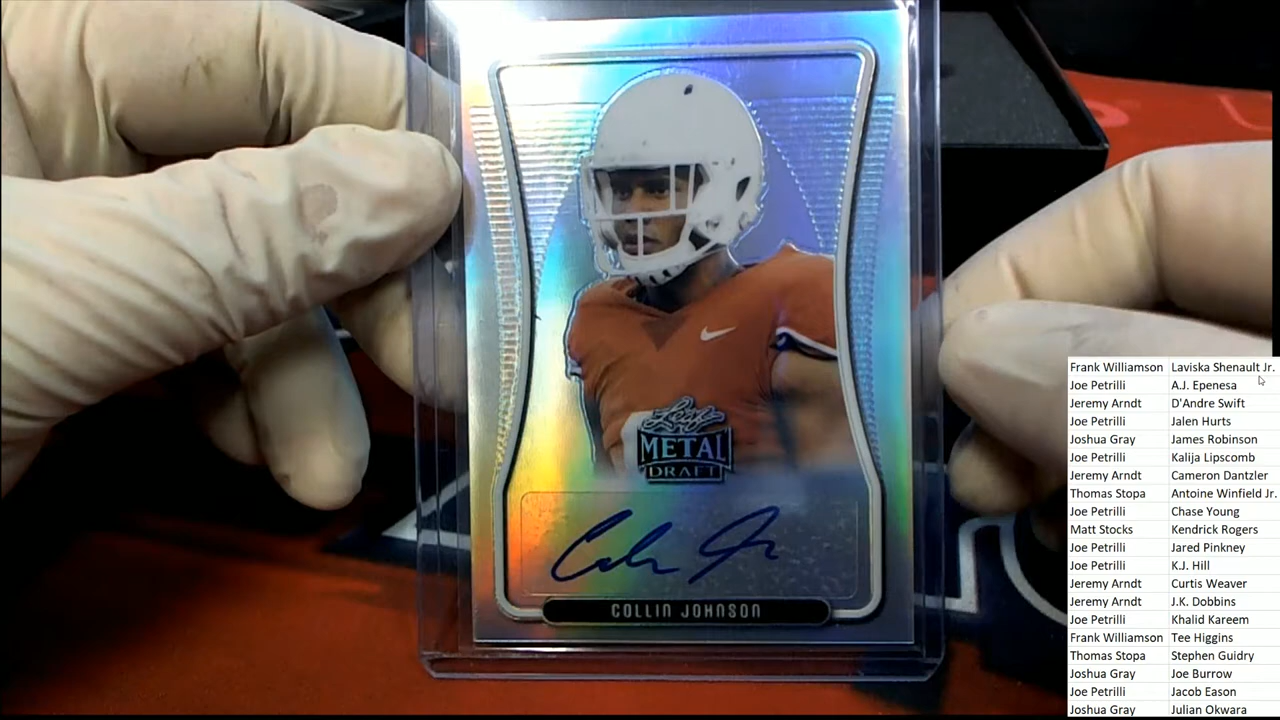 Leaf
METAL
DRAFT
COLLIN JOHNSON
Frank Williamson Laviska Shenault Jr.
Joe Petrilli A.J. Epenesa
Jeremy Arndt D'Andre Swift
Joe Petrilli Jalen Hurts
Joshua Gray James Robinson
Joe Petrilli Kalija Lipscomb
Jeremy Arndt Cameron Dantzler
Thomas Stopa Antoine Winfield Jr.
Joe Petrilli Chase Young
Matt Stocks Kendrick Rogers
Joe Petrilli Jared Pinkney
Joe Petrilli K.J. Hill
Jeremy Arndt Curtis Weaver
Jeremy Arndt J.K. Dobbins
Joe Petrilli Khalid Kareem
Frank Williamson Tee Higgins
Thomas Stopa Stephen Guidry
Joshua Gray Joe Burrow
Joe Petrilli Jacob Eason
Joshua Gray Julian Okwara